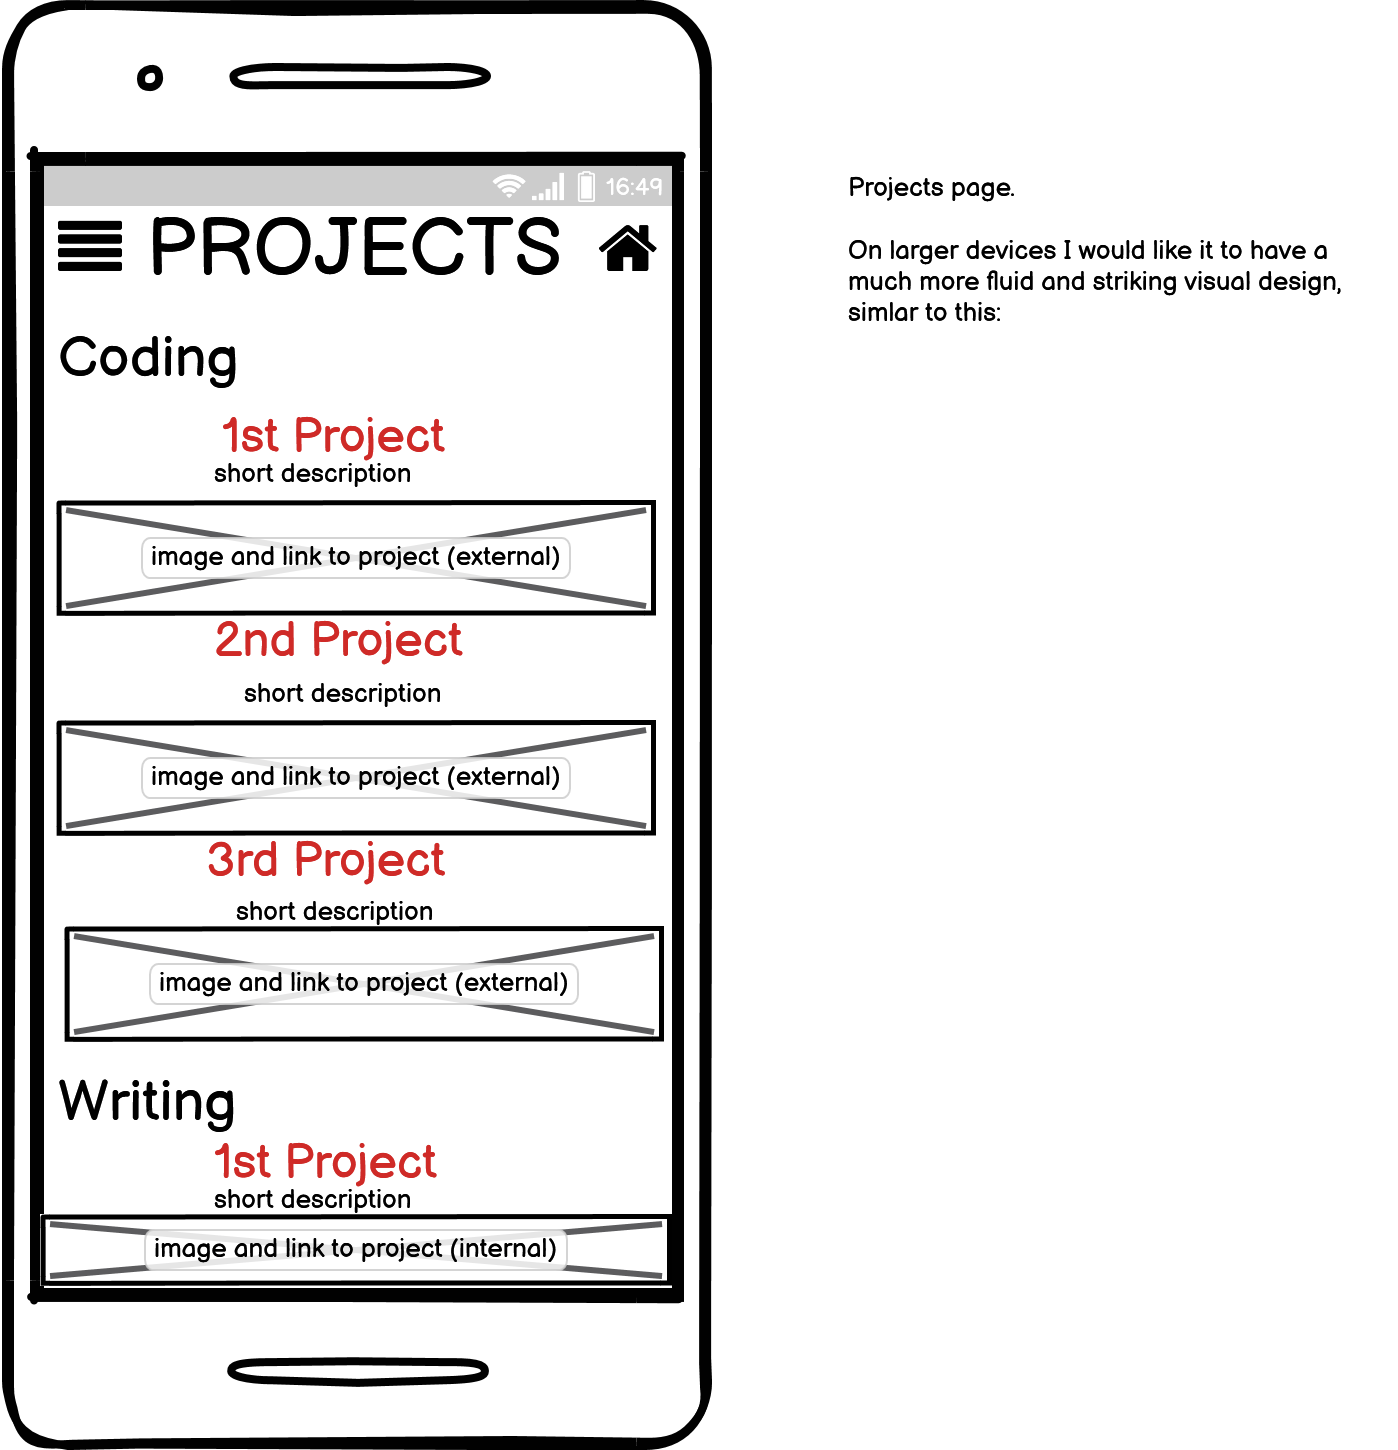 16:49
PROJECTS
Coding
1st Project
short description
image and link to project (external)
2nd Project
short description
image and link to project (external)
3rd Project
short description
image and link to project (external)
Writing
1st Project
short description
image and link to project (internal)
Projects page.
On larger devices I would like it to have a
much more fluid and striking visual design,
simlar to this: